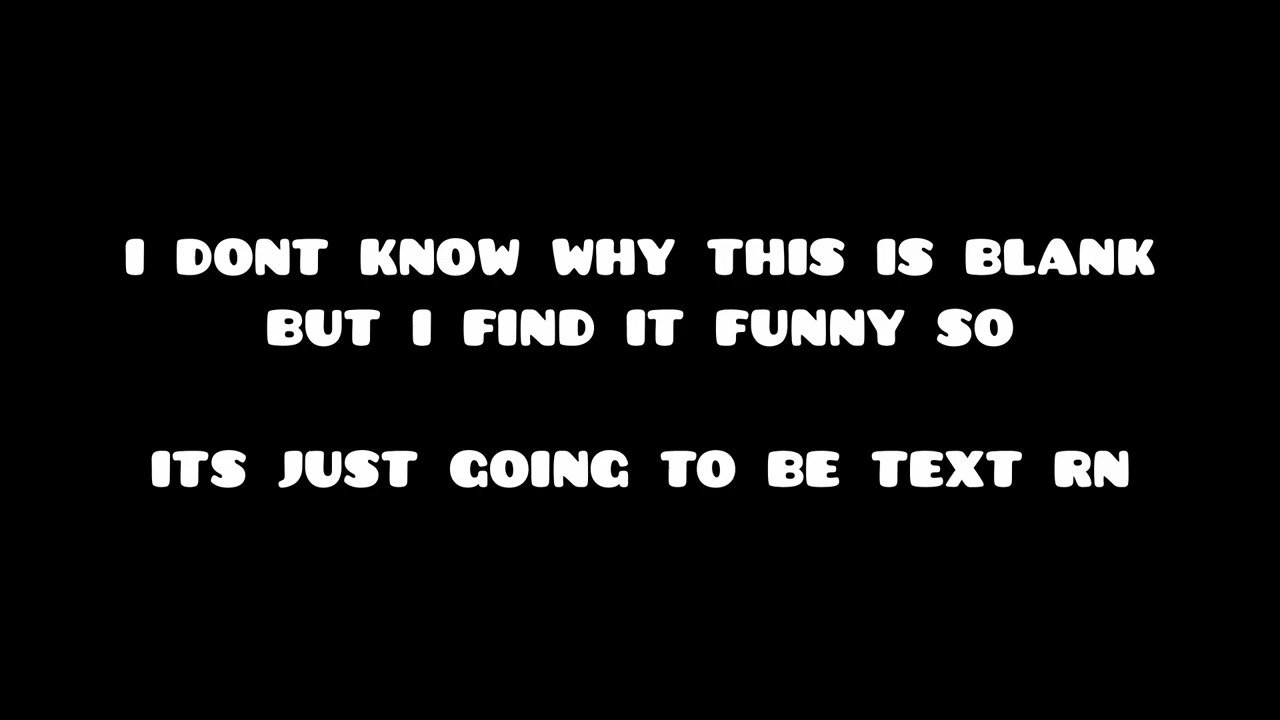 I DONT KNOW WHY THIS IS BLANK
BUT I FIND IT FUNNY SO
ITS JUST GOING TO BE TEXT RN